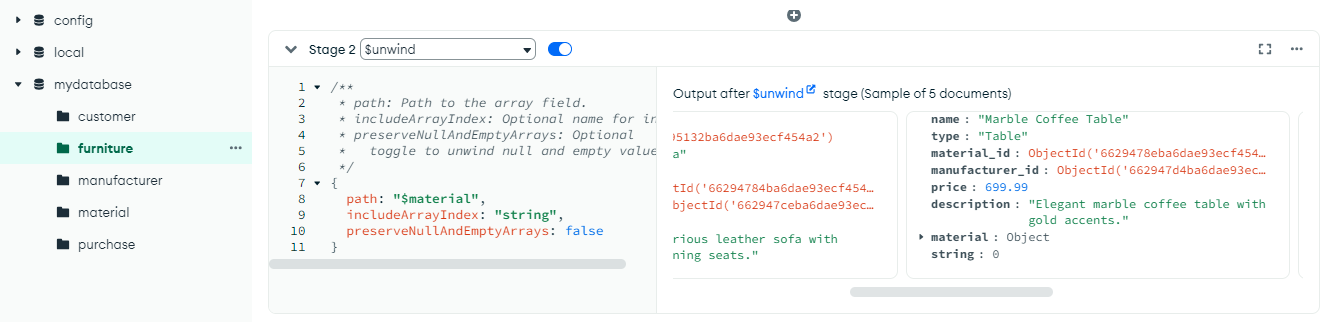 config
local
mydatabase
customer
furniture
manufacturer
material
purchase
Stage 2 $unwind
1 /**
2 * path: Path to the array field.
3 * includeArrayIndex: Optional name for in
4 * preserveNullAndEmptyArrays: Optional
5 * toggle to unwind null and empty value
6 */
7 {
8 path: "$material",
9 includeArrayIndex: "string",
10 preserveNullAndEmptyArrays: false
11 }
Output after $unwind stage (Sample of 5 documents)
95132ba6dae93ecf454a2')
a"
ctId('66294784ba6dae93ecf454…
bjectId('662947ceba6dae93ec…
rious leather sofa with
ning seats."
name : "Marble Coffee Table"
type : "Table"
material_id : ObjectId('6629478eba6dae93ecf454…
manufacturer_id : ObjectId('662947d4ba6dae93ec…
price : 699.99
description : "Elegant marble coffee table with
gold accents."
material : Object
string : 0